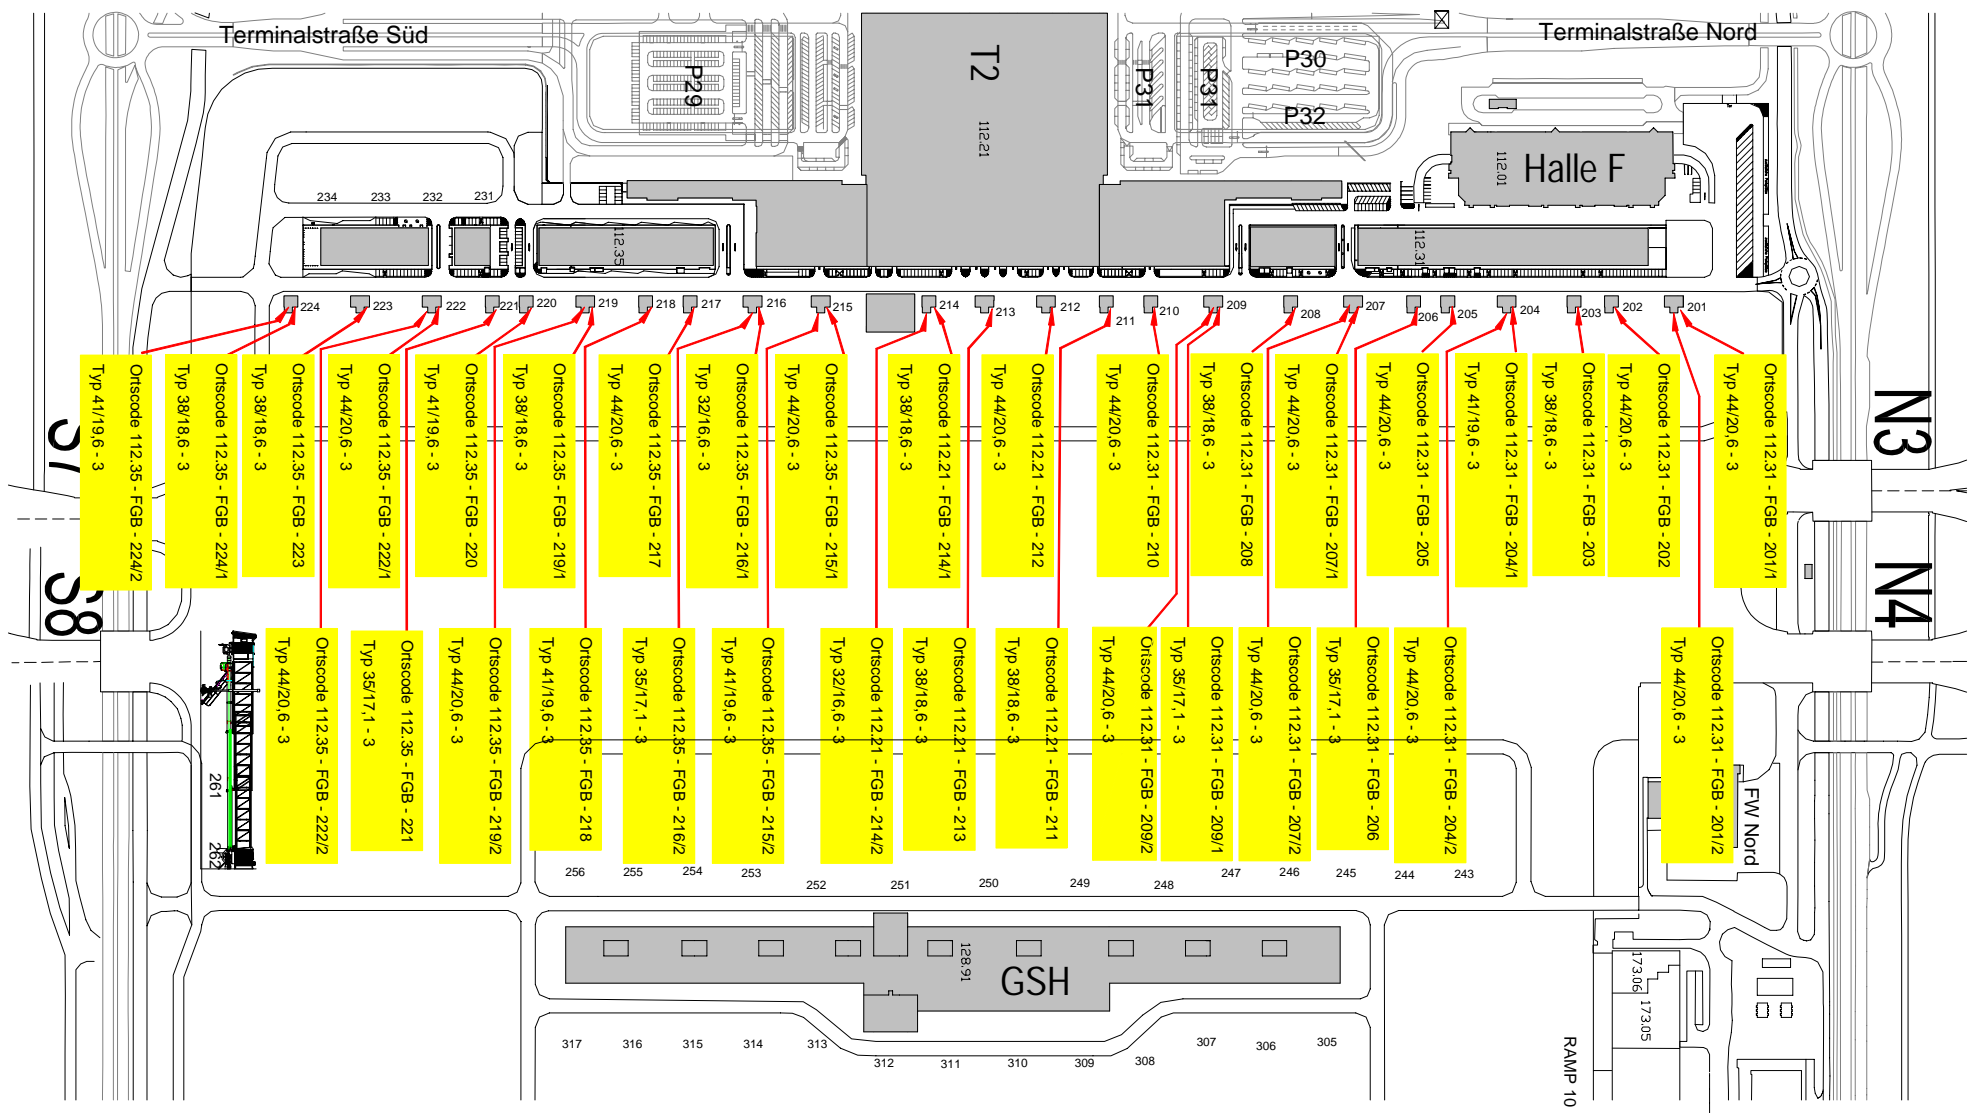 Terminalstraße Süd
Terminalstraße Nord
T2
112.21
P29
P31
P31
P30
P32
Halle F
112.01
234
233
232
231
112.35
112.31
224
223
222
221
220
219
218
217
216
215
214
213
212
211
210
209
208
207
206
205
204
203
202
201
N3
N4
S7
S8
Ortscode 112.35 - FGB - 224/2
Typ 41/19,6 - 3
Ortscode 112.35 - FGB - 224/1
Typ 38/18,6 - 3
Ortscode 112.35 - FGB - 223
Typ 38/18,6 - 3
Ortscode 112.35 - FGB - 222/1
Typ 44/20,6 - 3
Ortscode 112.35 - FGB - 220
Typ 41/19,6 - 3
Ortscode 112.35 - FGB - 219/1
Typ 38/18,6 - 3
Ortscode 112.35 - FGB - 217
Typ 44/20,6 - 3
Ortscode 112.35 - FGB - 216/1
Typ 32/16,6 - 3
Ortscode 112.35 - FGB - 215/1
Typ 44/20,6 - 3
Ortscode 112.21 - FGB - 214/1
Typ 38/18,6 - 3
Ortscode 112.21 - FGB - 212
Typ 44/20,6 - 3
Ortscode 112.31 - FGB - 210
Typ 44/20,6 - 3
Ortscode 112.31 - FGB - 208
Typ 38/18,6 - 3
Ortscode 112.31 - FGB - 207/1
Typ 44/20,6 - 3
Ortscode 112.31 - FGB - 205
Typ 44/20,6 - 3
Ortscode 112.31 - FGB - 204/1
Typ 41/19,6 - 3
Ortscode 112.31 - FGB - 203
Typ 38/18,6 - 3
Ortscode 112.31 - FGB - 202
Typ 44/20,6 - 3
Ortscode 112.31 - FGB - 201/1
Typ 44/20,6 - 3
Ortscode 112.35 - FGB - 222/2
Typ 44/20,6 - 3
Ortscode 112.35 - FGB - 221
Typ 35/17,1 - 3
Ortscode 112.35 - FGB - 219/2
Typ 44/20,6 - 3
Ortscode 112.35 - FGB - 218
Typ 41/19,6 - 3
Ortscode 112.35 - FGB - 216/2
Typ 35/17,1 - 3
Ortscode 112.35 - FGB - 215/2
Typ 41/19,6 - 3
Ortscode 112.21 - FGB - 214/2
Typ 32/16,6 - 3
Ortscode 112.21 - FGB - 213
Typ 38/18,6 - 3
Ortscode 112.21 - FGB - 211
Typ 38/18,6 - 3
Ortscode 112.31 - FGB - 209/2
Typ 44/20,6 - 3
Ortscode 112.31 - FGB - 209/1
Typ 35/17,1 - 3
Ortscode 112.31 - FGB - 207/2
Typ 44/20,6 - 3
Ortscode 112.31 - FGB - 206
Typ 35/17,1 - 3
Ortscode 112.31 - FGB - 204/2
Typ 44/20,6 - 3
Ortscode 112.31 - FGB - 201/2
Typ 44/20,6 - 3
FW Nord
261
262
256
255
254
253
252
251
250
249
248
247
246
245
244
243
128.91
GSH
173.06
173.05
317
316
315
314
313
312
311
310
309
308
307
306
305
RAMP 10